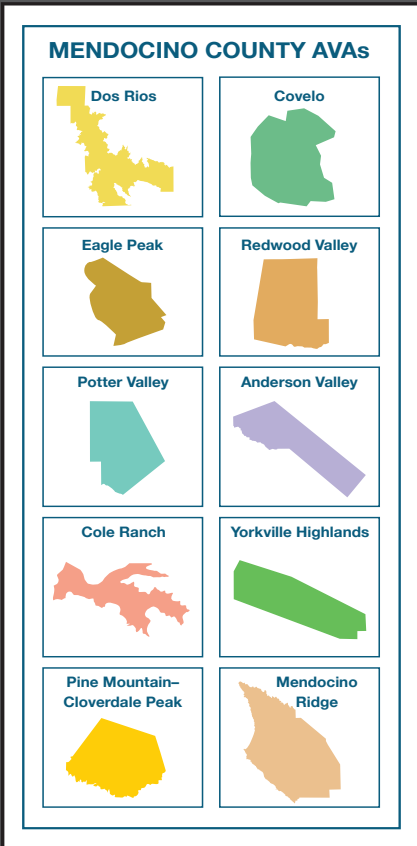 MENDOCINO COUNTY AVAs
Dos Rios
Covelo
Eagle Peak
Redwood Valley
Potter Valley
Anderson Valley
Cole Ranch
Yorkville Highlands
Pine Mountain–
Cloverdale Peak
Mendocino
Ridge